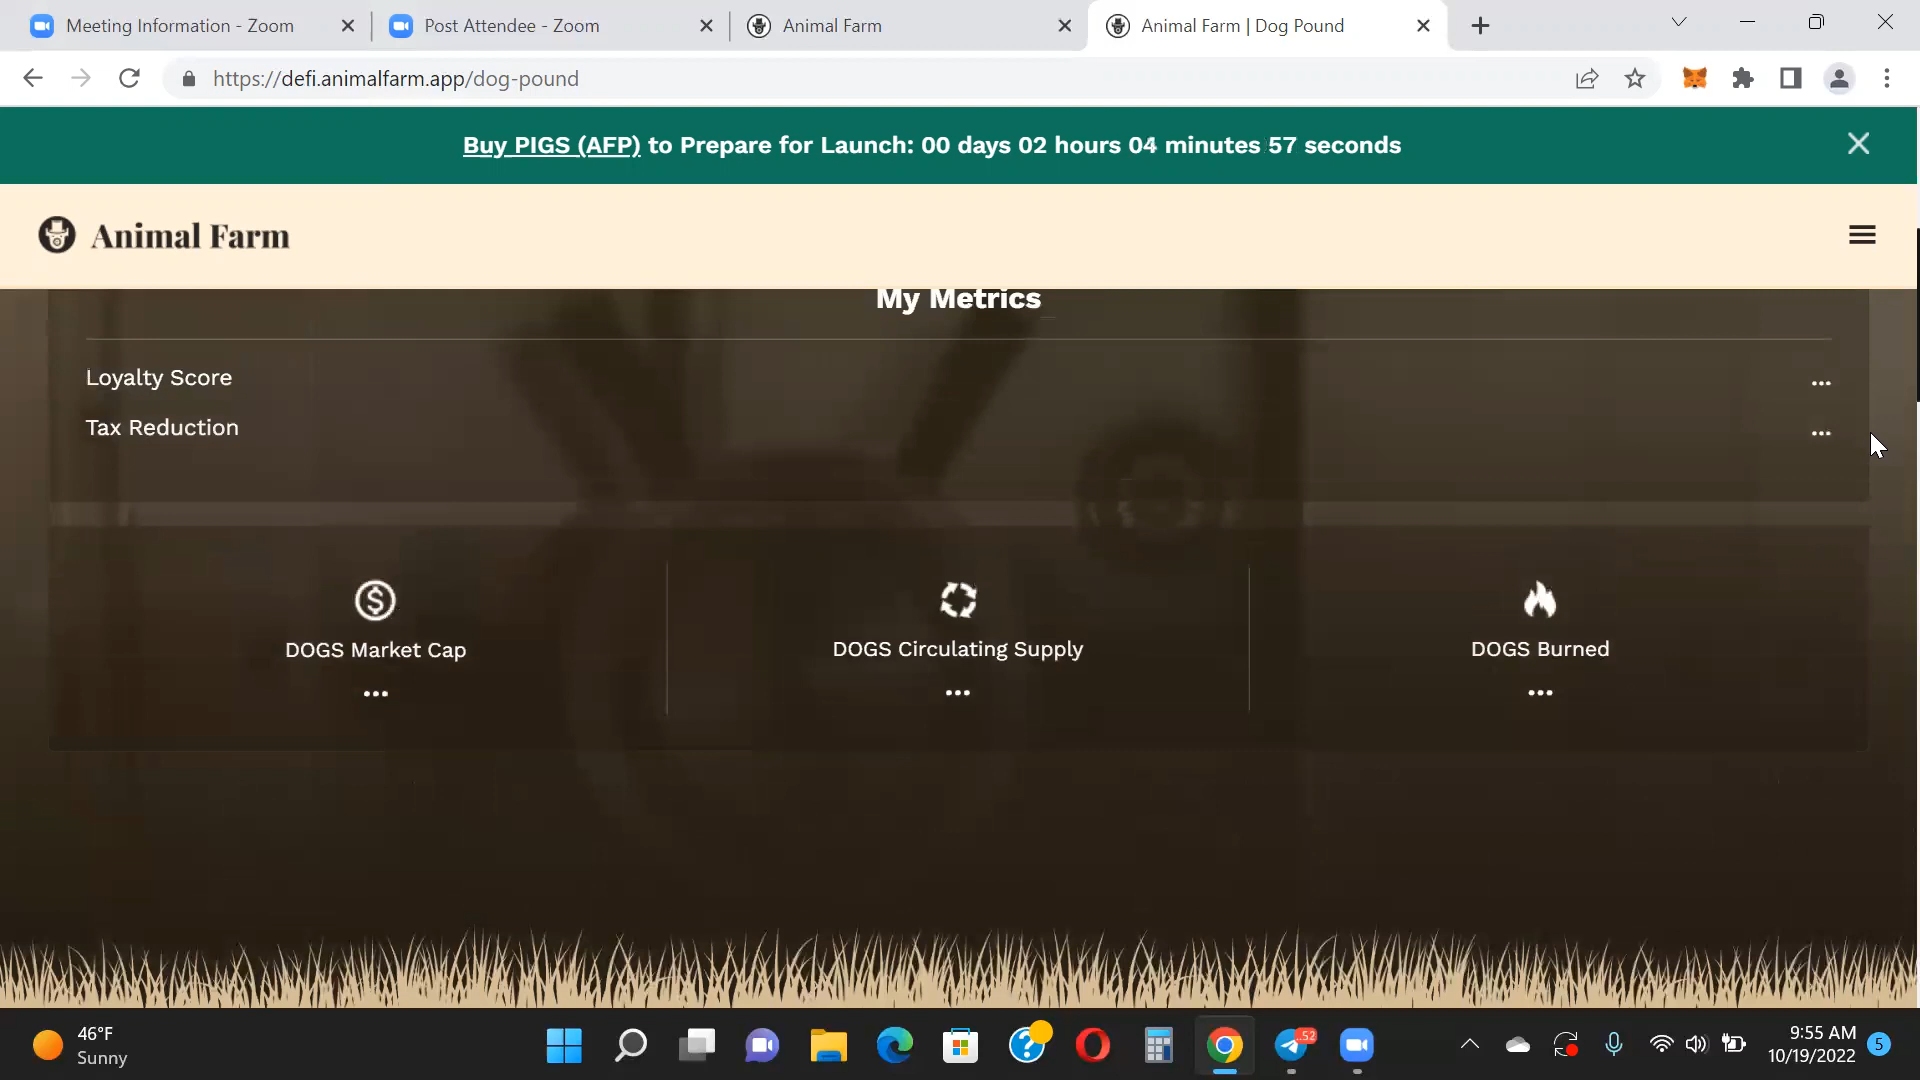 Meeting Information - Zoom
Post Attendee - Zoom
Animal Farm
Animal Farm | Dog Pound
https://defi.animalfarm.app/dog-pound
Buy PIGS (AFP) to Prepare for Launch: 00 days 02 hours 04 minutes 57 seconds
Animal Farm
My Metrics
Loyalty Score
...
Tax Reduction
...
DOGS Market Cap
...
DOGS Circulating Supply
...
DOGS Burned
...
46°F
Sunny
.52
9:55 AM
10/19/2022
5